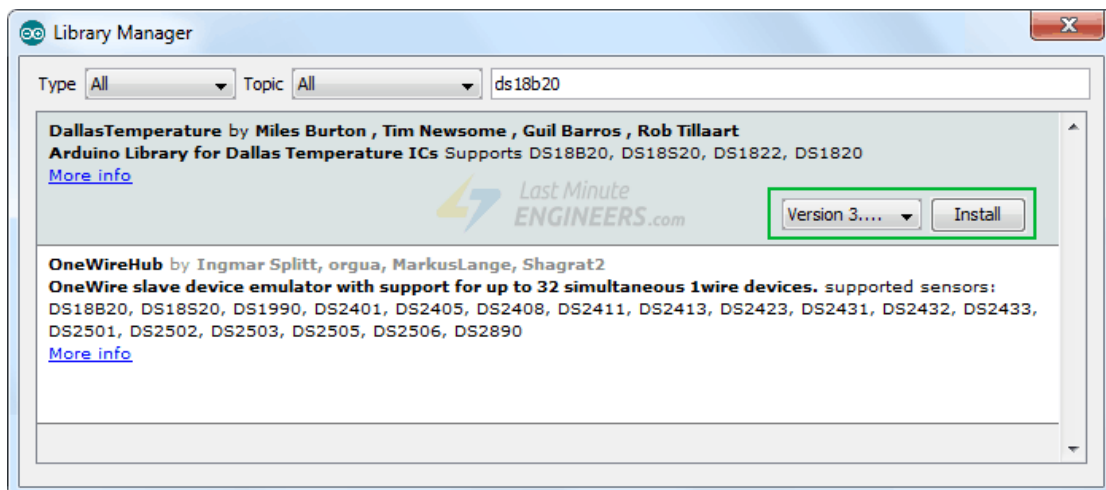 Library Manager
Type All Topic All ds18b20
DallasTemperature by Miles Burton , Tim Newsome , Guil Barros , Rob Tillaart
Arduino Library for Dallas Temperature ICs Supports DS18B20, DS18S20, DS1822, DS1820
More info
Last Minute
ENGINEERS.com
Version 3.... Install
OneWireHub by Ingmar Splitt, orgua, MarkusLange, Shagrat2
OneWire slave device emulator with support for up to 32 simultaneous 1wire devices. supported sensors:
DS18B20, DS18S20, DS1990, DS2401, DS2405, DS2408, DS2411, DS2413, DS2423, DS2431, DS2432, DS2433,
DS2501, DS2502, DS2503, DS2505, DS2506, DS2890
More info